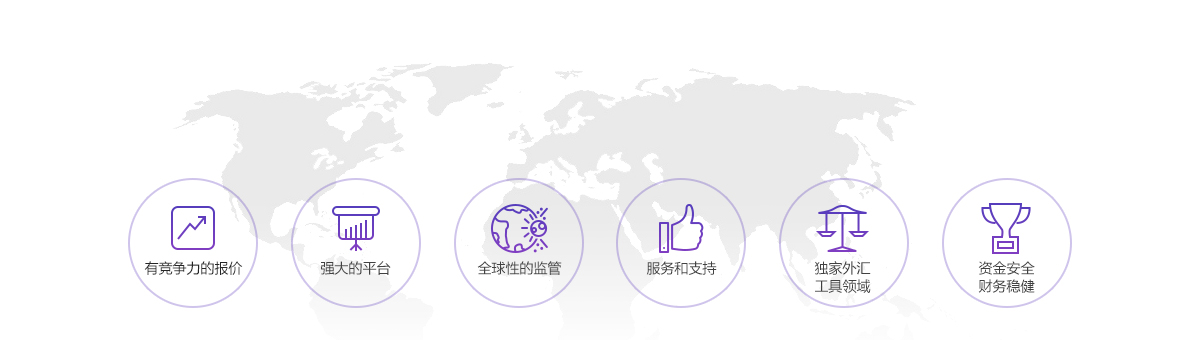 有竞争力的报价
强大的平台
全球性的监管
服务和支持
独家外汇
工具领域
资金安全
财务稳健